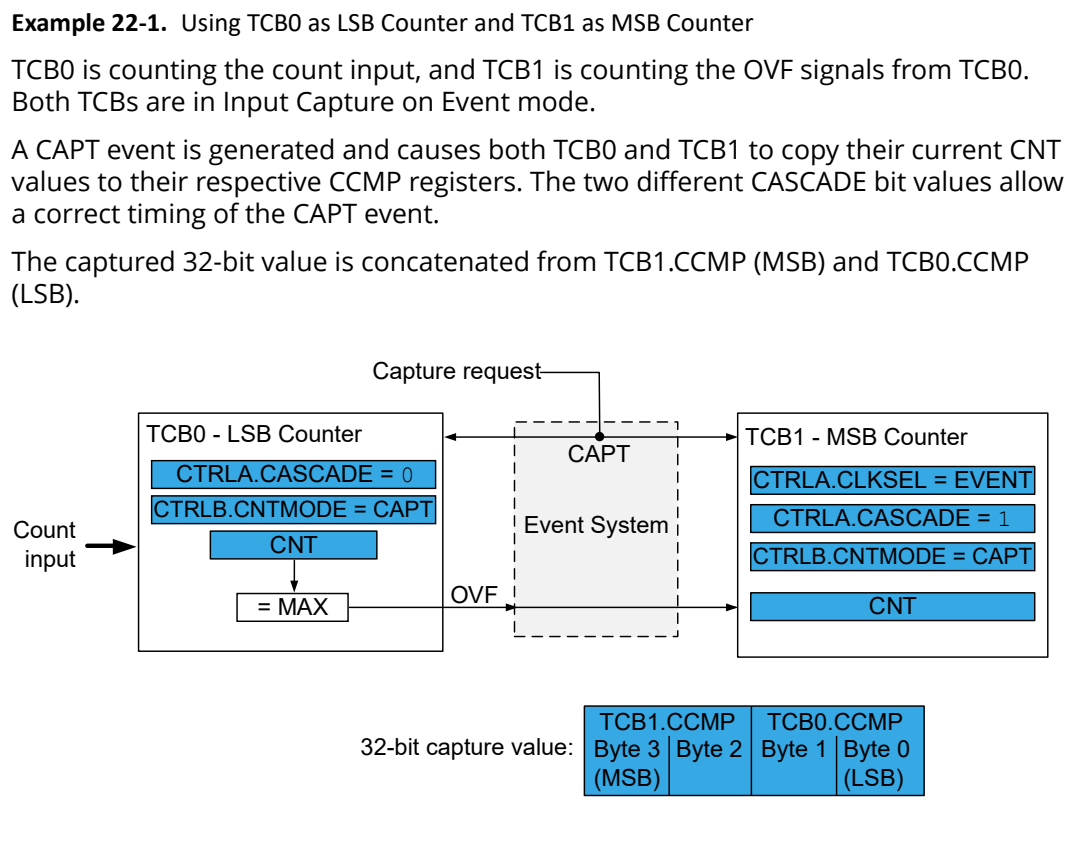 Example 22-1. Using TCB0 as LSB Counter and TCB1 as MSB Counter
TCB0 is counting the count input, and TCB1 is counting the OVF signals from TCB0.
Both TCBs are in Input Capture on Event mode.
A CAPT event is generated and causes both TCB0 and TCB1 to copy their current CNT
values to their respective CCMP registers. The two different CASCADE bit values allow
a correct timing of the CAPT event.
The captured 32-bit value is concatenated from TCB1.CCMP (MSB) and TCB0.CCMP
(LSB).
Capture request
TCB0 - LSB Counter
CTRLA.CASCADE = 0
CTRLB.CNTMODE = CAPT
CNT
= MAX
Count
input
OVF
CAPT
Event System
TCB1 - MSB Counter
CTRLA.CLKSEL = EVENT
CTRLA.CASCADE = 1
CTRLB.CNTMODE = CAPT
CNT
32-bit capture value:
TCB1.CCMP TCB0.CCMP
Byte 3 Byte 2 Byte 1 Byte 0
(MSB) (LSB)